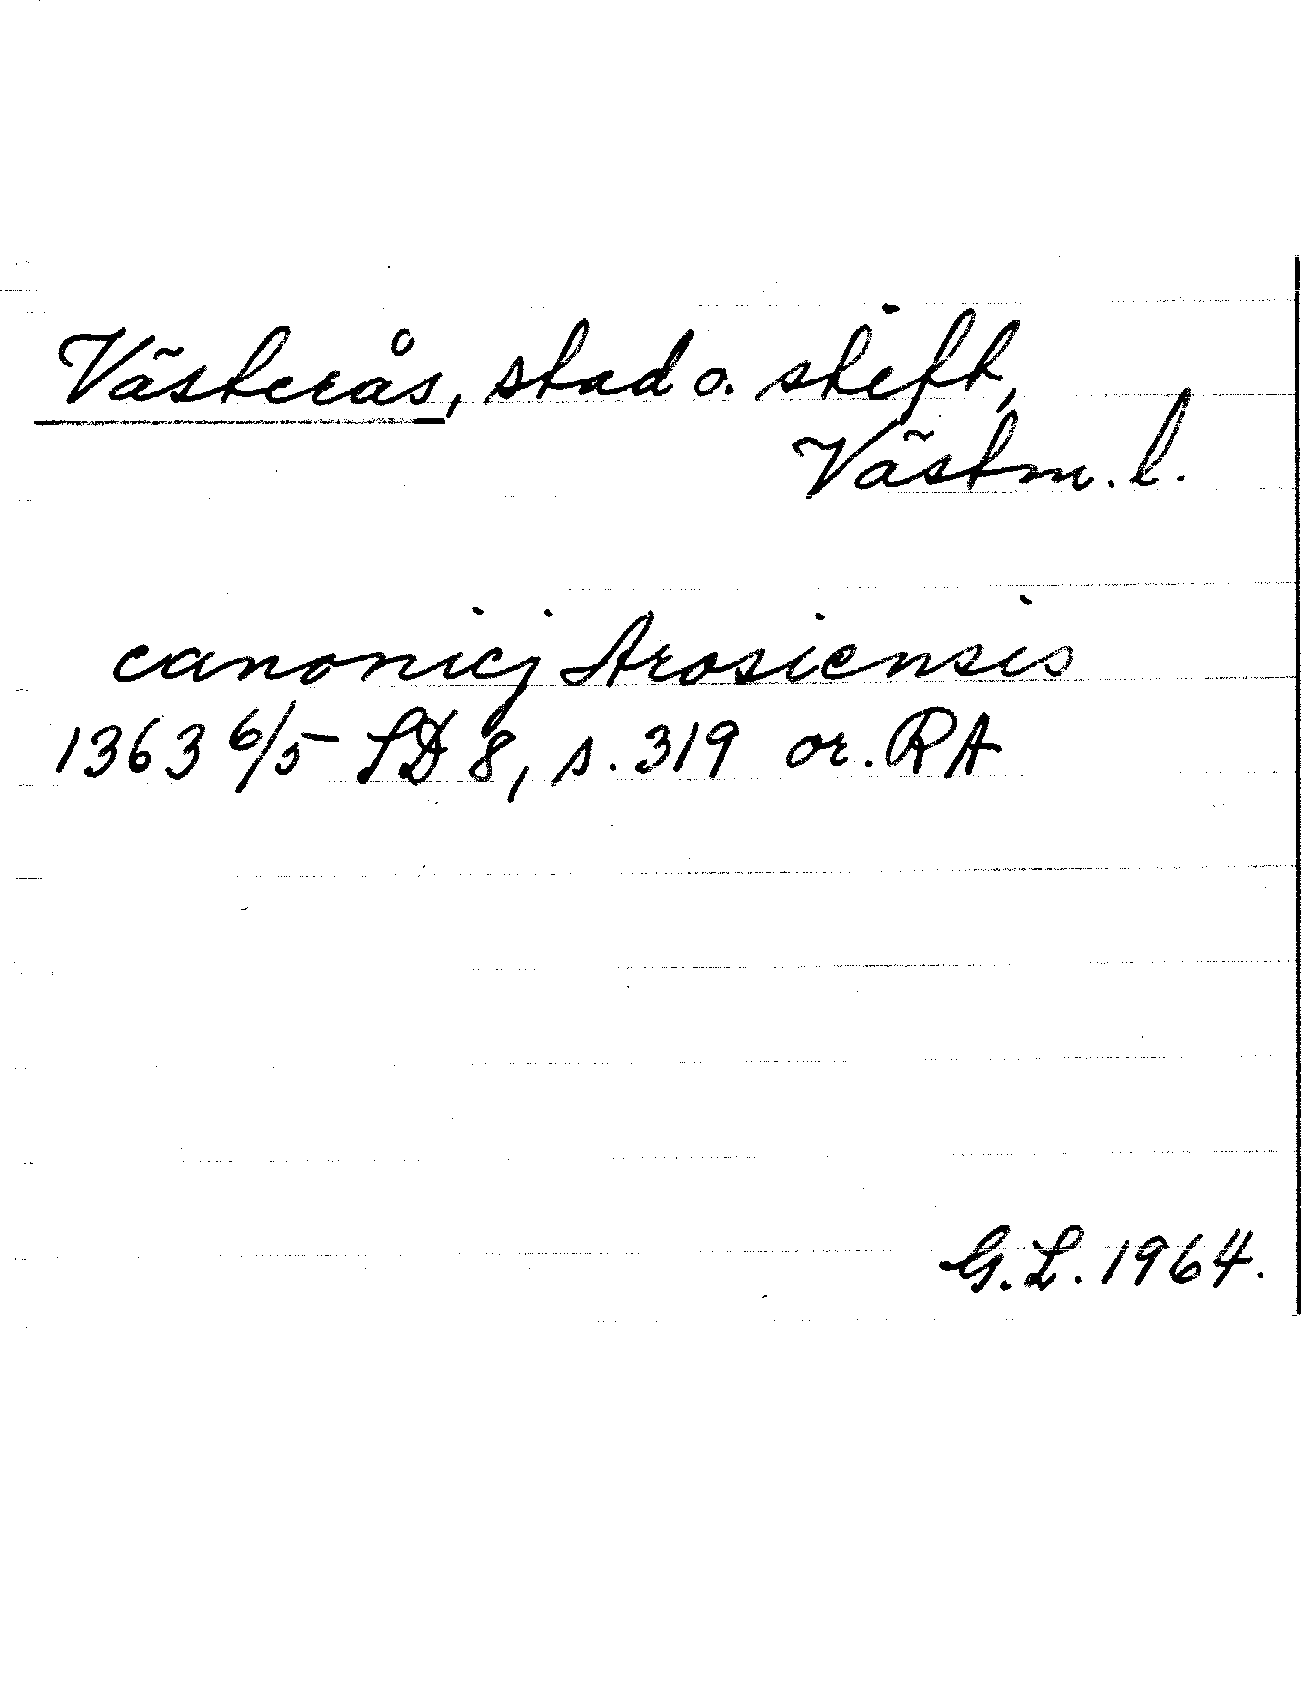 Västerås, stad o. stift,
Västm. l.
canonicj Arosiensis
1363 6/5 SD 8, s. 319 or. RA
G.L. 1964.